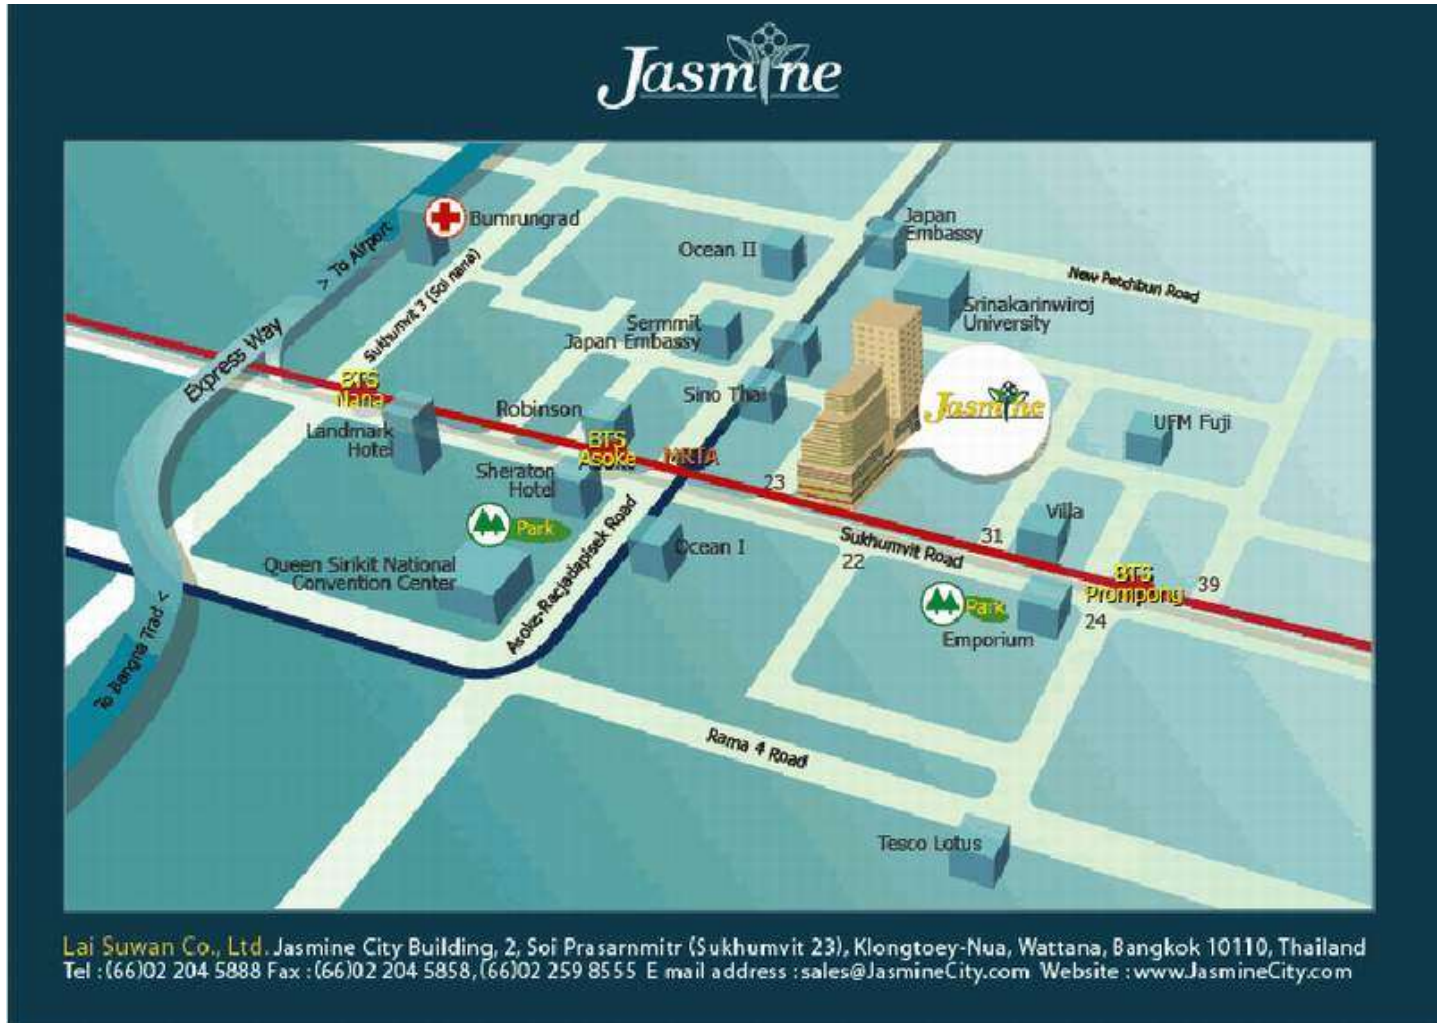 Jasmine
Bumrungrad
> To Airport
Sukhumvit 3 (Soi nana)
Express Way
Ocean II
Japan
Embassy
New Petchbun Road
Srinakarinwiroj
University
Sermmit
Japan Embassy
Sino Thai
Jasmine
UFM Fuji
BTS
Nana
Landmark
Hotel
Robinson
BTS
Asoke
MRTA
Sheraton
Hotel
Park
23
Queen Sirikit National
Convention Center
Asoke-Racjadapisek Road
Ocean I
Sukhumvit Road
22
31
Villa
BTS
Prompong
39
Park
24
Emporium
To Bangna Trad <
Rama 4 Road
Tesco Lotus
Lai Suwan Co., Ltd. Jasmine City Building, 2, Soi Prasarnmitr (Sukhumvit 23), Klongtoey-Nua, Wattana, Bangkok 10110, Thailand
Tel : (66)02 204 5888 Fax : (66)02 204 5858, (66)02 259 8555 E mail address : sales@JasmineCity.com Website : www.JasmineCity.com